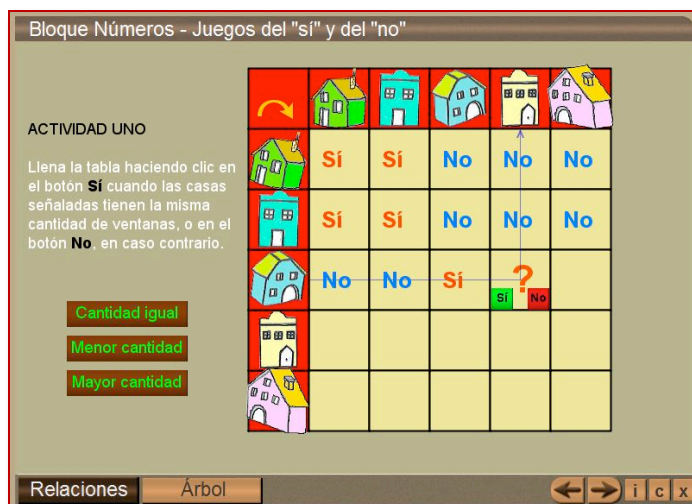 Bloque Números - Juegos del "sí" y del "no"
ACTIVIDAD UNO
Llena la tabla haciendo clic en
el botón Sí cuando las casas
señaladas tienen la misma
cantidad de ventanas, o en el
botón No, en caso contrario.
Cantidad igual
Menor cantidad
Mayor cantidad
Sí Sí No No No
Sí Sí No No No
No No Sí ?
Sí No
Relaciones Árbol
i c x